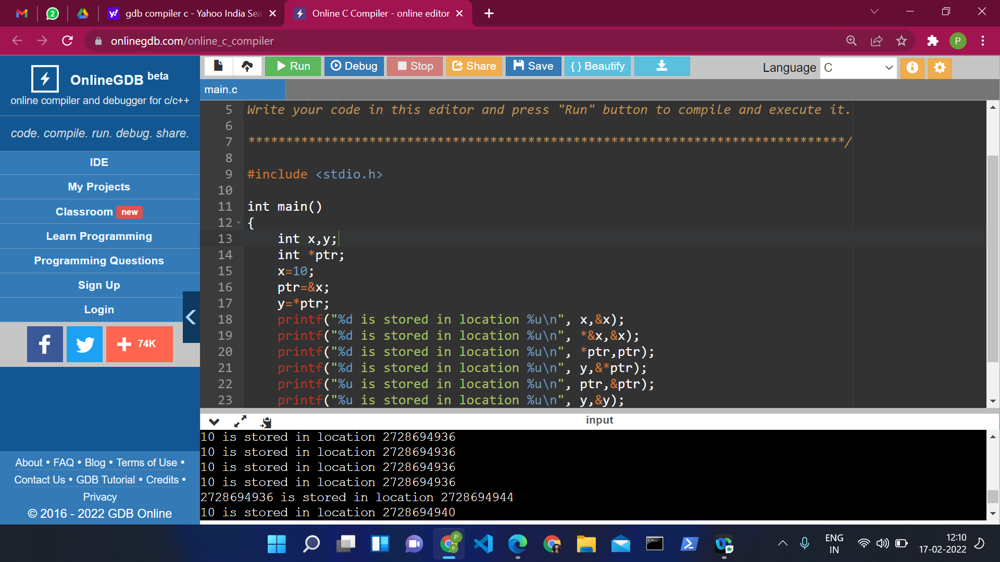 2
gdb compiler c - Yahoo India Sea
Online C Compiler - online editor
onlinegdb.com/online_c_compiler
P
OnlineGDB beta
online compiler and debugger for c/c++
code. compile. run. debug. share.
IDE
My Projects
Classroom new
Learn Programming
Programming Questions
Sign Up
Login
74K
About • FAQ • Blog • Terms of Use •
Contact Us • GDB Tutorial • Credits •
Privacy
© 2016 - 2022 GDB Online
Run Debug Stop Share Save { } Beautify Language C
main.c
5 Write your code in this editor and press "Run" button to compile and execute it.
6
7 *******************************************************************************/
8
9 #include <stdio.h>
10
11 int main()
12 {
13 int x,y;
14 int *ptr;
15 x=10;
16 ptr=&x;
17 y=*ptr;
18 printf("%d is stored in location %u\n", x,&x);
19 printf("%d is stored in location %u\n", *&x,&x);
20 printf("%d is stored in location %u\n", *ptr,ptr);
21 printf("%d is stored in location %u\n", y,&*ptr);
22 printf("%u is stored in location %u\n", ptr,&ptr);
23 printf("%u is stored in location %u\n", y,&y);
input
10 is stored in location 2728694936
10 is stored in location 2728694936
10 is stored in location 2728694936
10 is stored in location 2728694936
2728694936 is stored in location 2728694944
10 is stored in location 2728694940
ENG
IN
12:10
17-02-2022